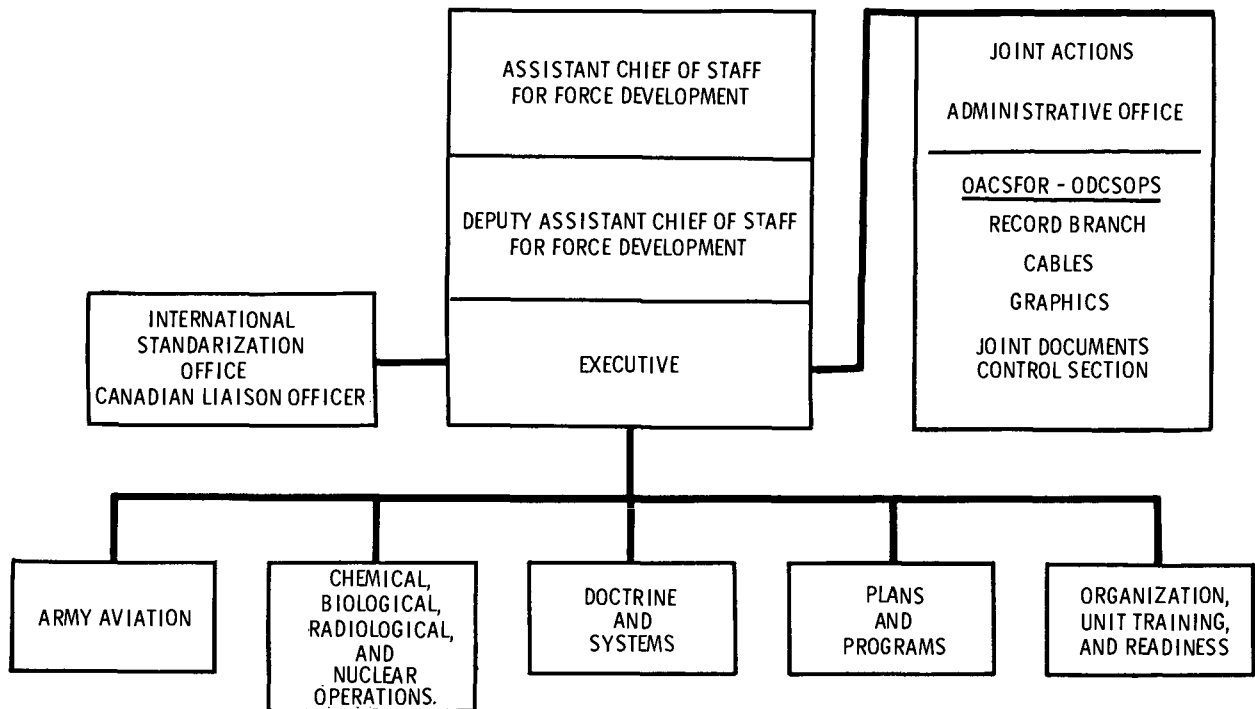 ASSISTANT CHIEF OF STAFF
FOR FORCE DEVELOPMENT
DEPUTY ASSISTANT CHIEF OF STAFF
FOR FORCE DEVELOPMENT
EXECUTIVE
JOINT ACTIONS
ADMINISTRATIVE OFFICE
OACSFOR - ODCSOPS
RECORD BRANCH
CABLES
GRAPHICS
JOINT DOCUMENTS
CONTROL SECTION
INTERNATIONAL
STANDARIZATION
OFFICE
CANADIAN LIAISON OFFICER
ARMY AVIATION
CHEMICAL,
BIOLOGICAL,
RADIOLOGICAL,
AND
NUCLEAR
OPERATIONS.
DOCTRINE
AND
SYSTEMS
PLANS
AND
PROGRAMS
ORGANIZATION,
UNIT TRAINING,
AND READINESS